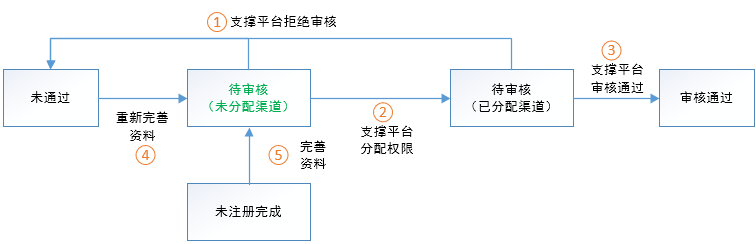 ① 支撑平台拒绝审核
③
支撑平台
审核通过
未通过
待审核
（未分配渠道）
待审核
（已分配渠道）
审核通过
重新完善
资料
④
②
支撑平台
分配权限
⑤
完善
资料
未注册完成